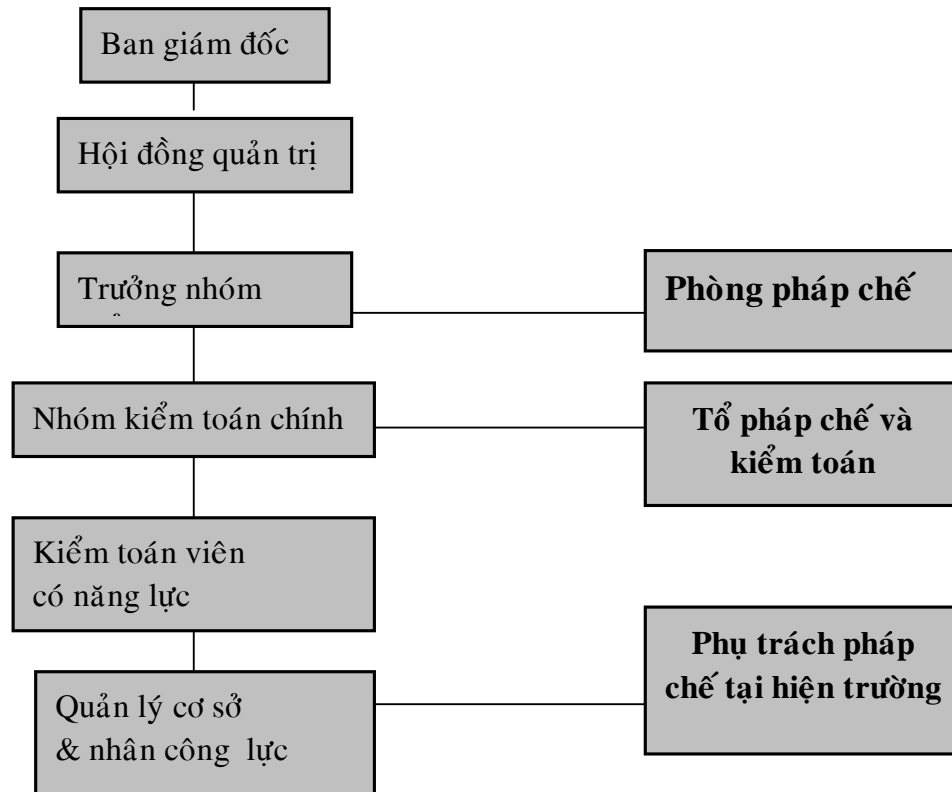 Ban giám đốc
Hội đồng quản trị
Trưởng nhóm
Phòng pháp chế
Nhóm kiểm toán chính
Tổ pháp chế và
kiểm toán
Kiểm toán viên
có năng lực
Phụ trách pháp
chế tại hiện trường
Quản lý cơ sở
& nhân công lực